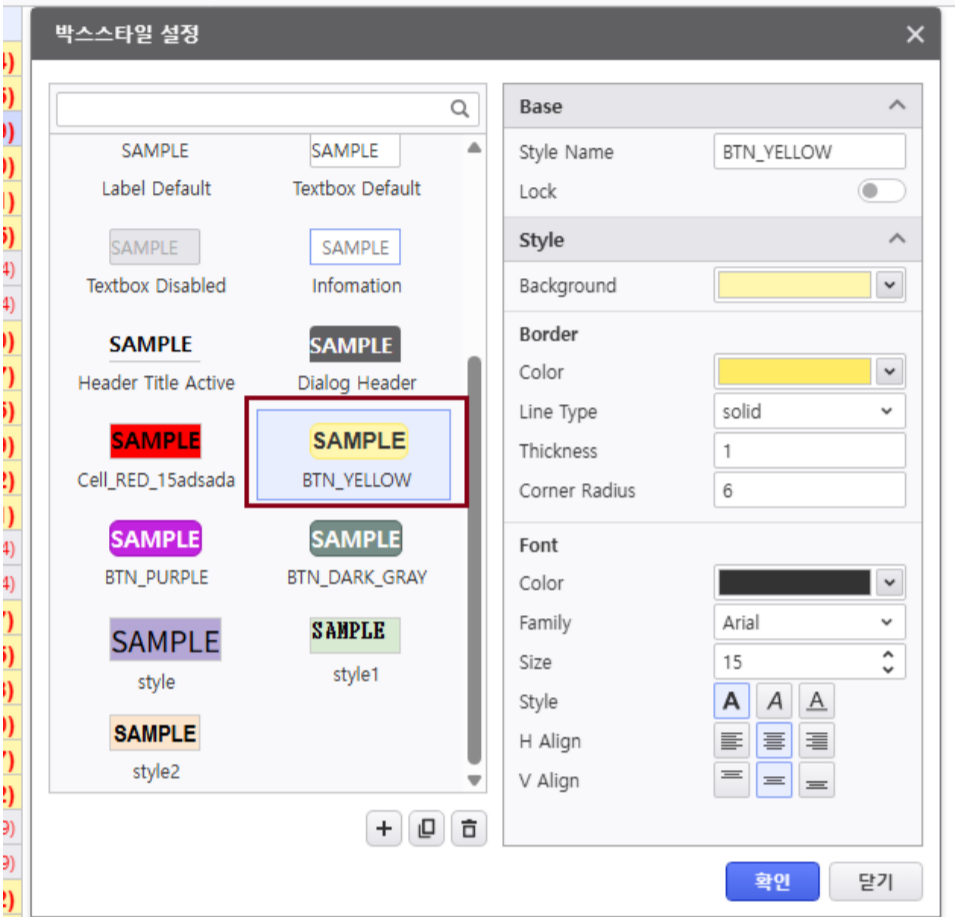 박스스타일 설정
SAMPLE
SAMPLE
Label Default
Textbox Default
SAMPLE
SAMPLE
Textbox Disabled
Infomation
SAMPLE
SAMPLE
Header Title Active
Dialog Header
SAMPLE
SAMPLE
Cell_RED_15adsada
BTN_YELLOW
SAMPLE
SAMPLE
BTN_PURPLE
BTN_DARK_GRAY
SAMPLE
SAMPLE
style
style1
SAMPLE
style2
Base
Style Name
BTN_YELLOW
Lock
Style
Background
Border
Color
Line Type
solid
Thickness
1
Corner Radius
6
Font
Color
Family
Arial
Size
15
Style
A A A
H Align
V Align
확인
닫기